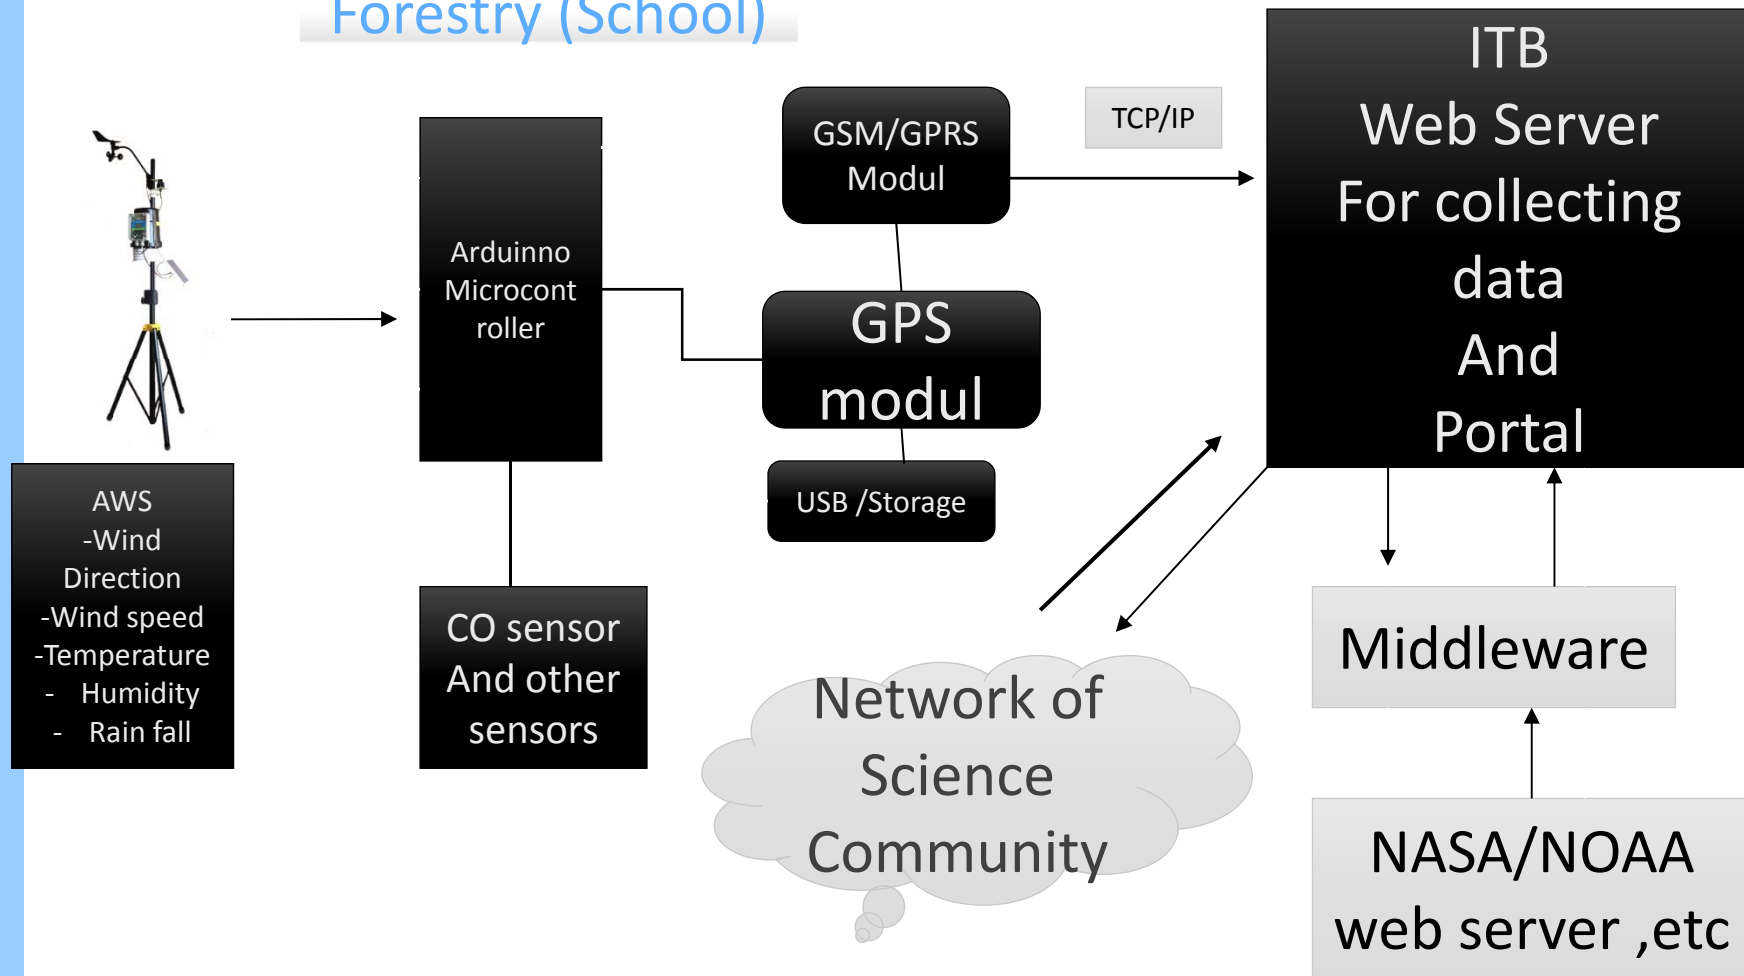 Forestry (School)
ITB
Web Server
For collecting
data
And
Portal
GSM/GPRS
Modul
TCP/IP
Arduinno
Microcont
roller
GPS
modul
USB /Storage
AWS
-Wind
Direction
-Wind speed
-Temperature
- Humidity
- Rain fall
CO sensor
And other
sensors
Network of
Science
Community
Middleware
NASA/NOAA
web server ,etc